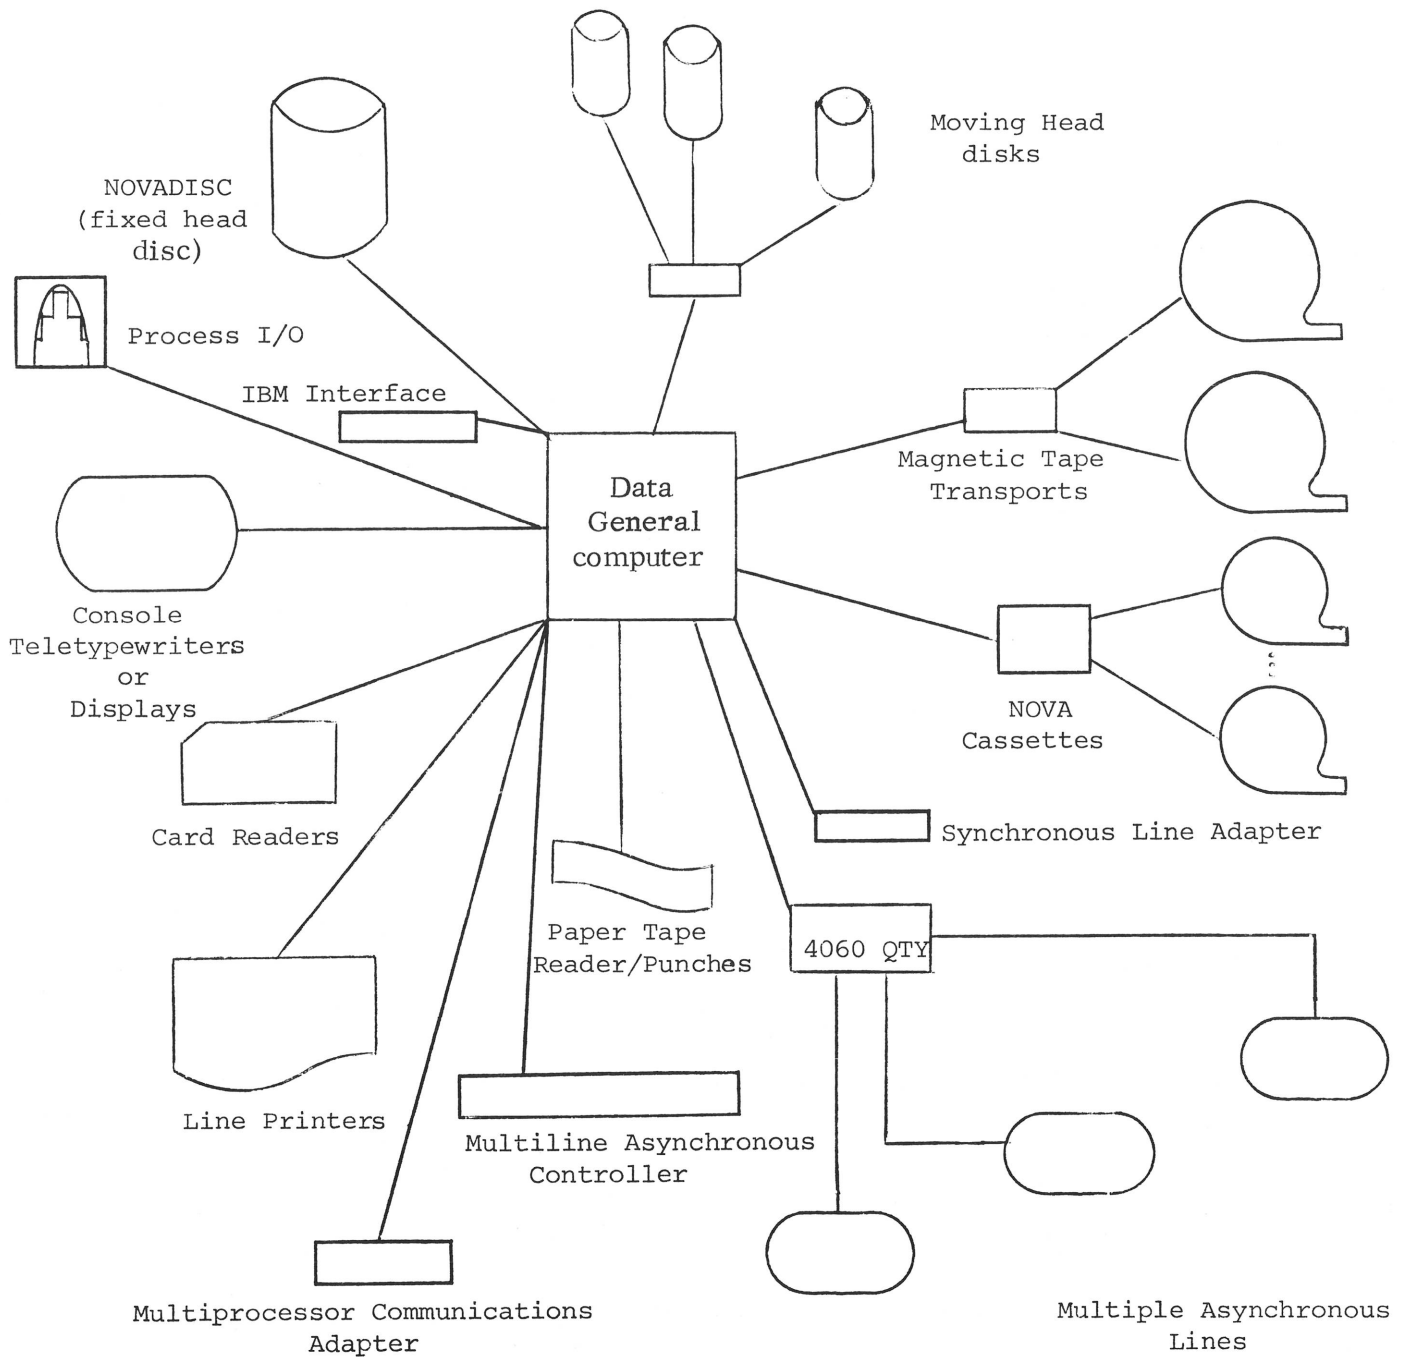 Moving Head
disks
NOVADISC
(fixed head
disc)
Process I/O
IBM Interface
Data
General
computer
Magnetic Tape
Transports
Console
Teletypewriters
or
Displays
NOVA
Cassettes
Card Readers
Synchronous Line Adapter
Paper Tape
Reader/Punches
4060 QTY
Line Printers
Multiline Asynchronous
Controller
Multiprocessor Communications
Adapter
Multiple Asynchronous
Lines